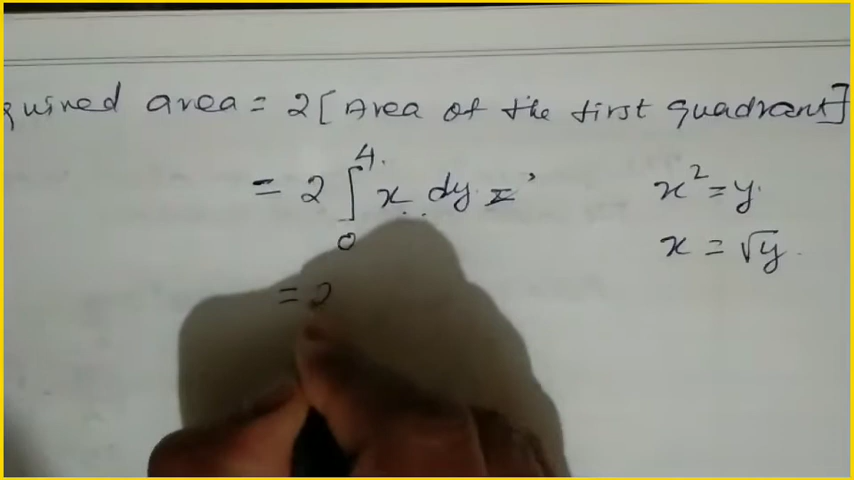 quired area = 2[Area of the first quadrant]
= 2 ∫₀⁴ x dy
x² = y
x = √y.
= 2